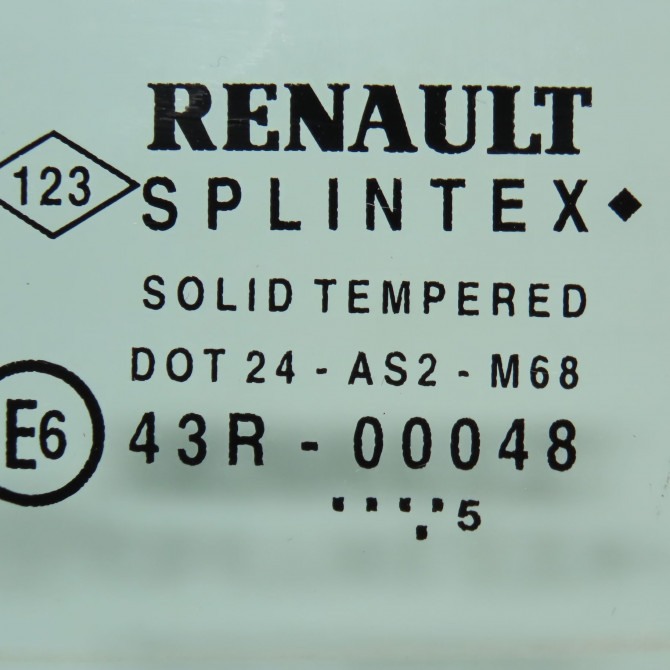 RENAULT
123
SPLINTEX
SOLID TEMPERED
DOT 24 - AS2 - M68
E6
43R - 00048
5